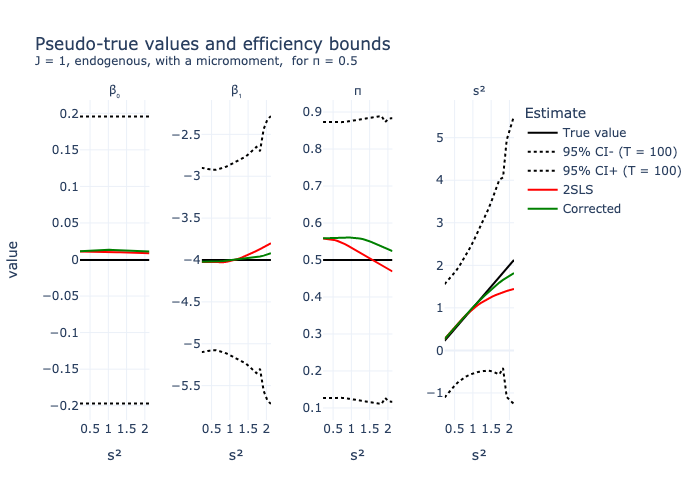 Pseudo-true values and efficiency bounds
J = 1, endogenous, with a micromoment,  for π = 0.5
β₀
β₁
π
s²
value
0.2
0.15
0.1
0.05
0
−0.05
−0.1
−0.15
−0.2
0.5 1 1.5 2
s²
−2.5
−3
−3.5
−4
−4.5
−5
−5.5
0.5 1 1.5 2
s²
0.9
0.8
0.7
0.6
0.5
0.4
0.3
0.2
0.1
0.5 1 1.5 2
s²
5
4
3
2
1
0
−1
0.5 1 1.5 2
s²
Estimate
True value
95% CI- (T = 100)
95% CI+ (T = 100)
2SLS
Corrected